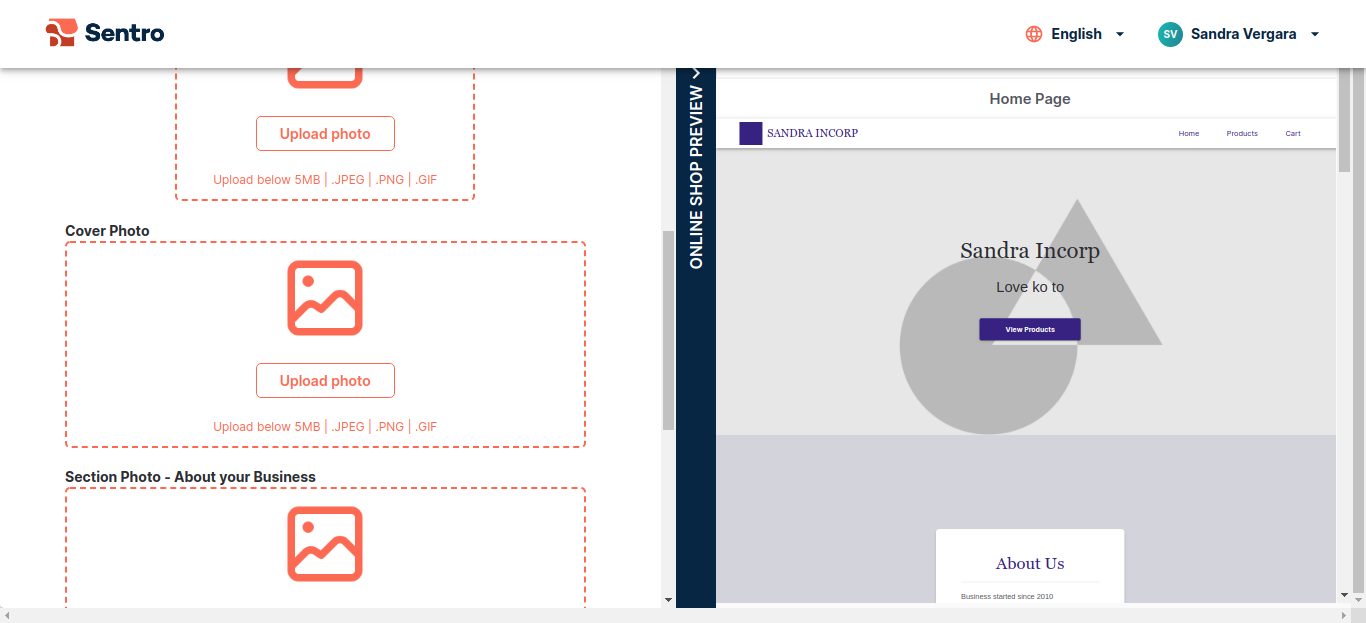 Sentro
English
SV
Sandra Vergara
Upload photo
Upload below 5MB | .JPEG | .PNG | .GIF
Cover Photo
Upload photo
Upload below 5MB | .JPEG | .PNG | .GIF
Section Photo - About your Business
ONLINE SHOP PREVIEW
Home Page
SANDRA INCORP
Home
Products
Cart
Sandra Incorp
Love ko to
View Products
About Us
Business started since 2010